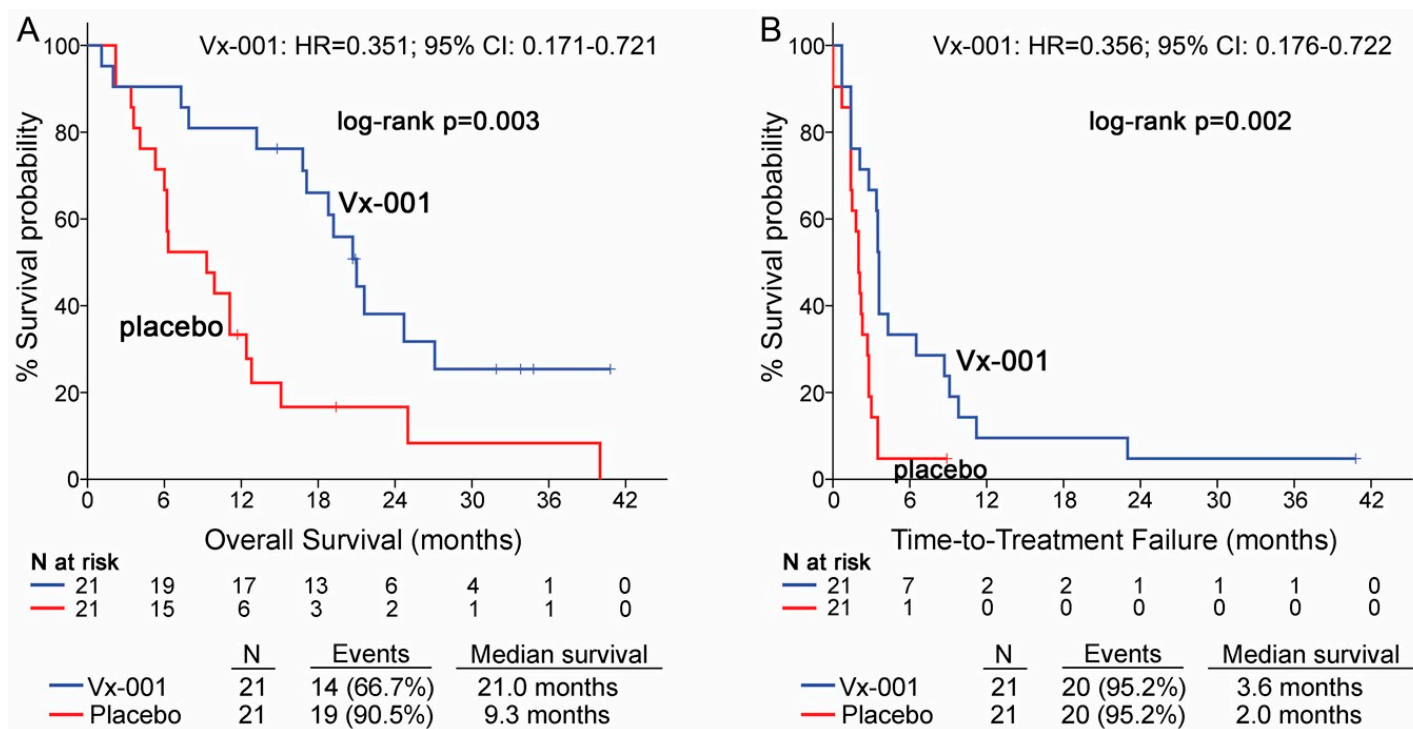 A
Vx-001: HR=0.351; 95% CI: 0.171-0.721
log-rank p=0.003
% Survival probability
100
80
60
40
20
0
Vx-001
placebo
0 6 12 18 24 30 36 42
Overall Survival (months)
N at risk
21 19 17 13 6 4 1 0
21 15 6 3 2 1 1 0
N Events Median survival
Vx-001 21 14 (66.7%) 21.0 months
Placebo 21 19 (90.5%) 9.3 months
B
Vx-001: HR=0.356; 95% CI: 0.176-0.722
log-rank p=0.002
% Survival probability
100
80
60
40
20
0
Vx-001
placebo
0 6 12 18 24 30 36 42
Time-to-Treatment Failure (months)
N at risk
21 7 2 2 1 1 1 0
21 1 0 0 0 0 0 0
N Events Median survival
Vx-001 21 20 (95.2%) 3.6 months
Placebo 21 20 (95.2%) 2.0 months